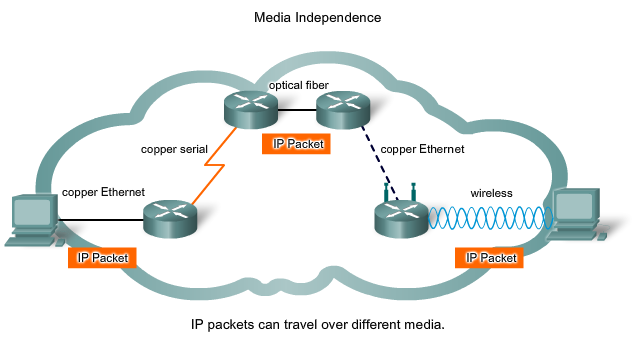 Media Independence
optical fiber
IP Packet
copper serial
copper Ethernet
copper Ethernet
wireless
IP Packet
IP Packet
IP packets can travel over different media.